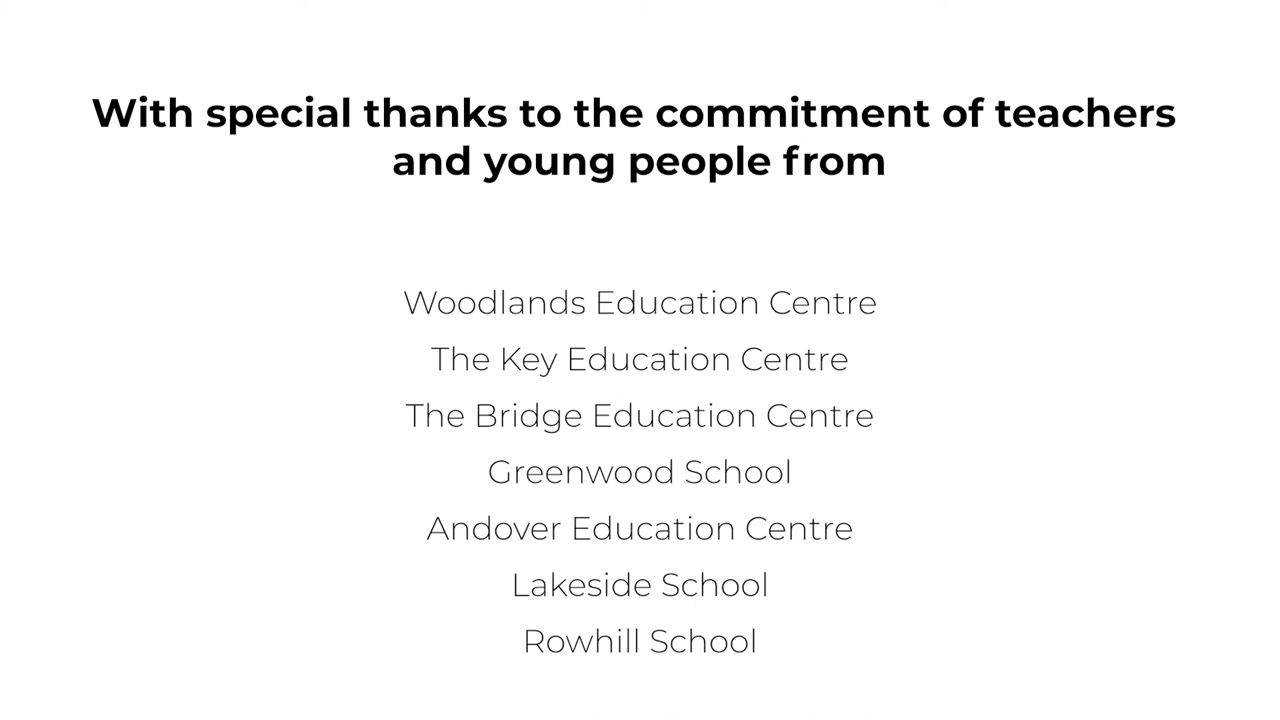 With special thanks to the commitment of teachers
and young people from
Woodlands Education Centre
The Key Education Centre
The Bridge Education Centre
Greenwood School
Andover Education Centre
Lakeside School
Rowhill School